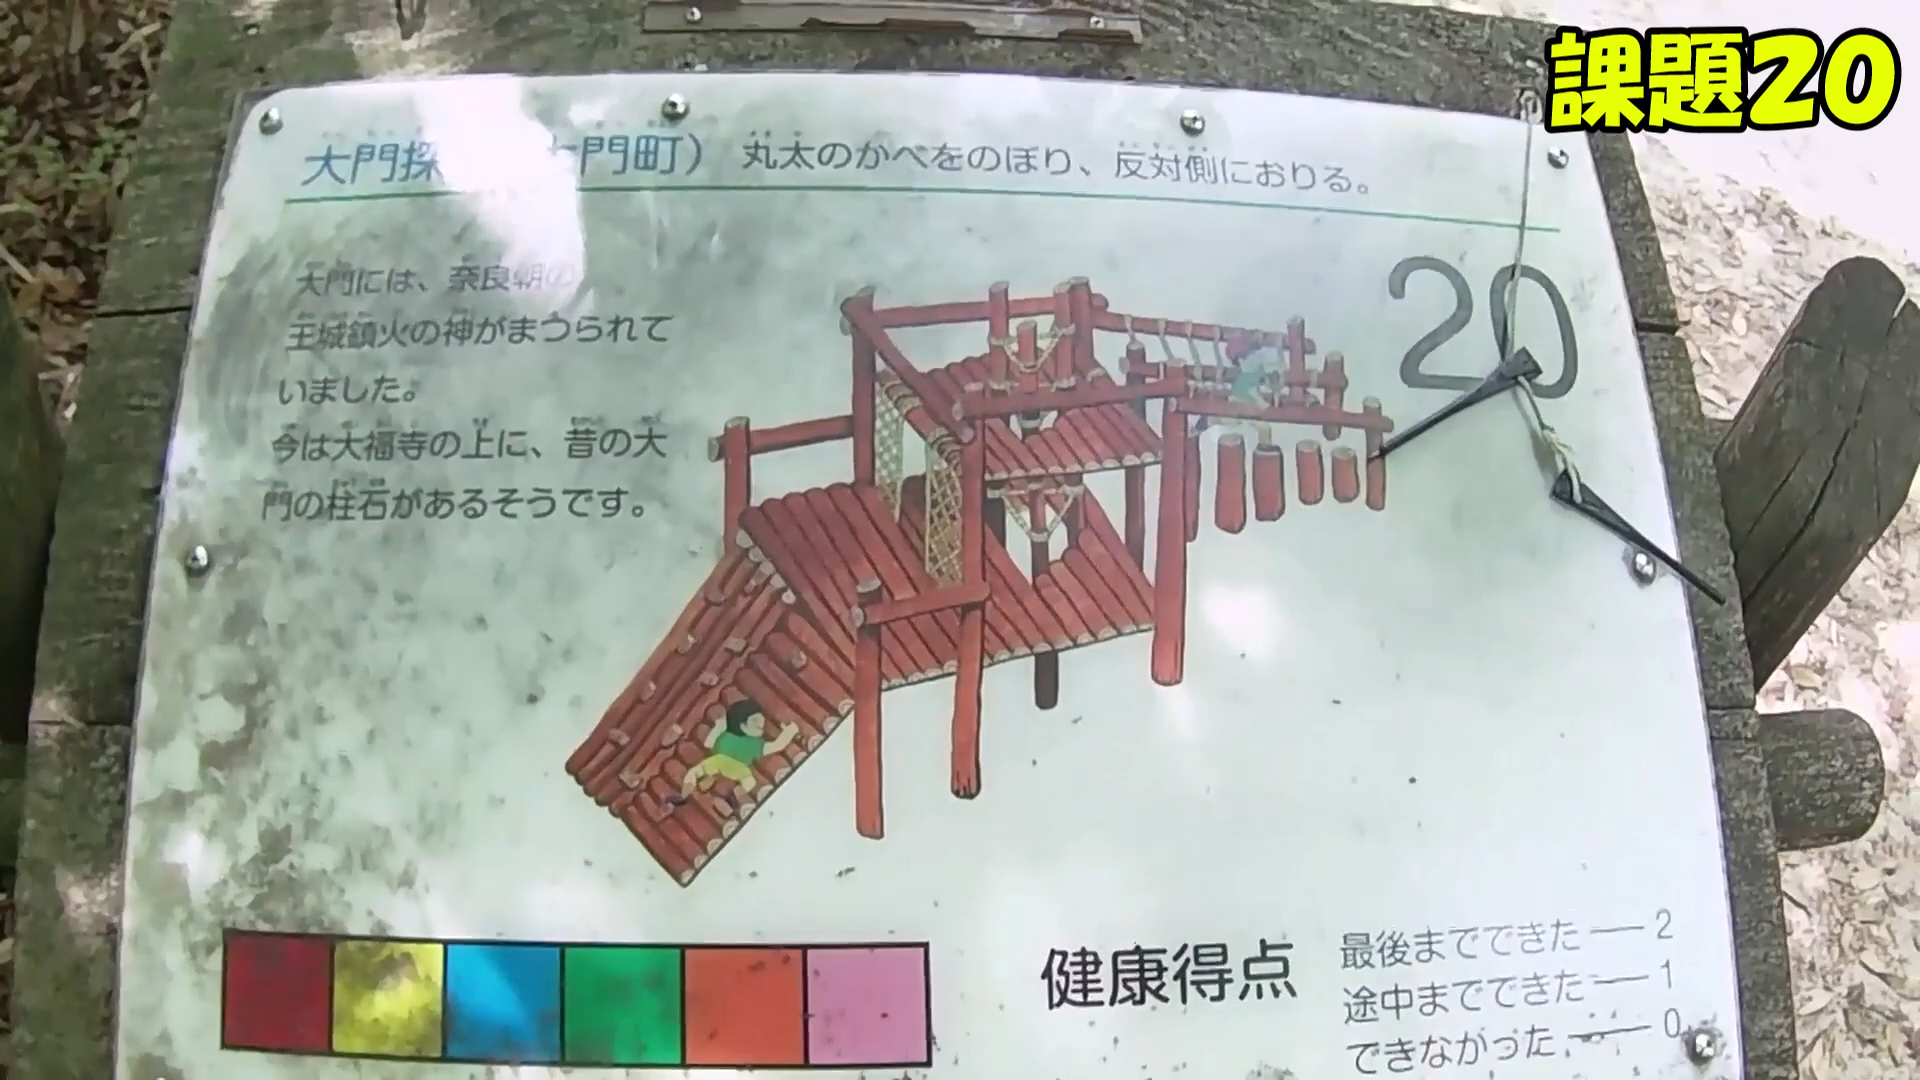 課題20
大門探 門町) 丸太のかべをのぼり、反対側におりる。
大門には、奈良朝の
王城鎮火の神がまつられて
いました。
今は大福寺の上に、昔の大
門の柱石があるそうです。
20
健康得点
最後までできた――2
途中までできた――1
できなかった――0